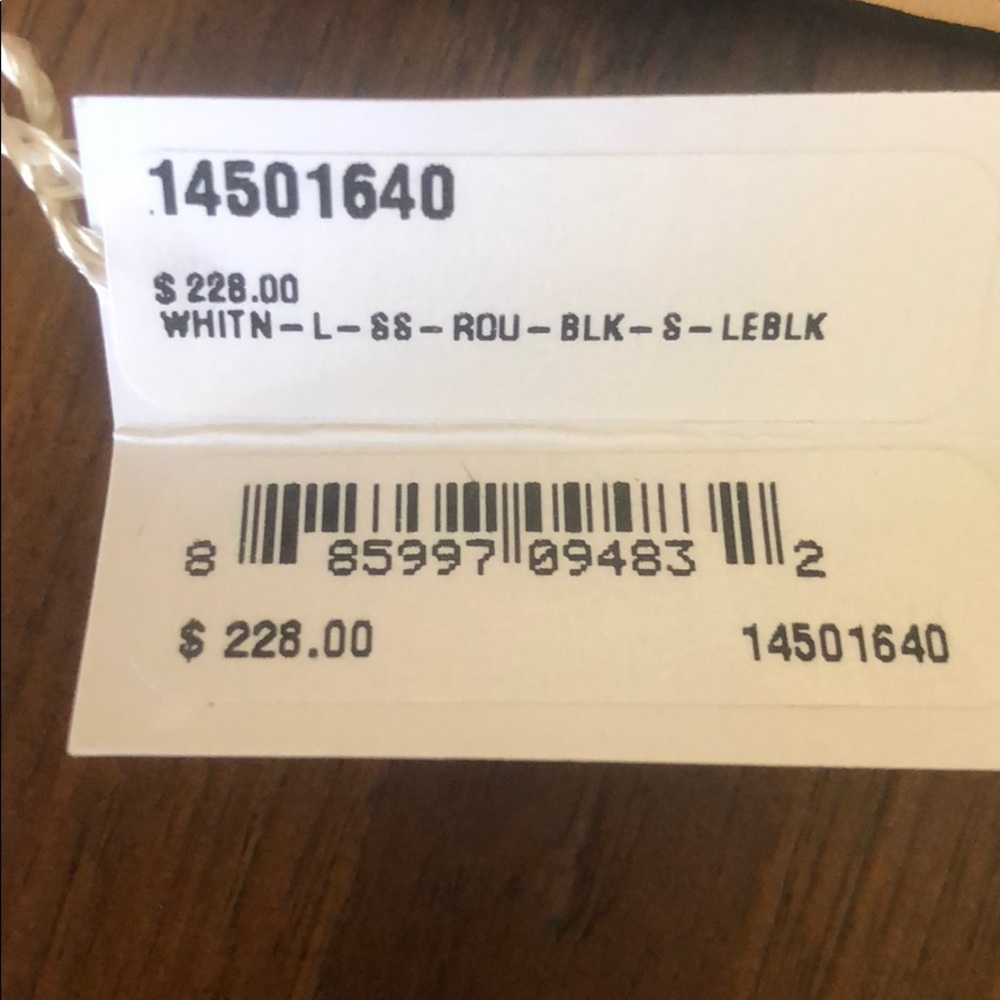 14501640
$ 228.00
WHITN-L-SS-ROU-BLK-S-LEBLK
8 85997 09483 2
$ 228.00 14501640